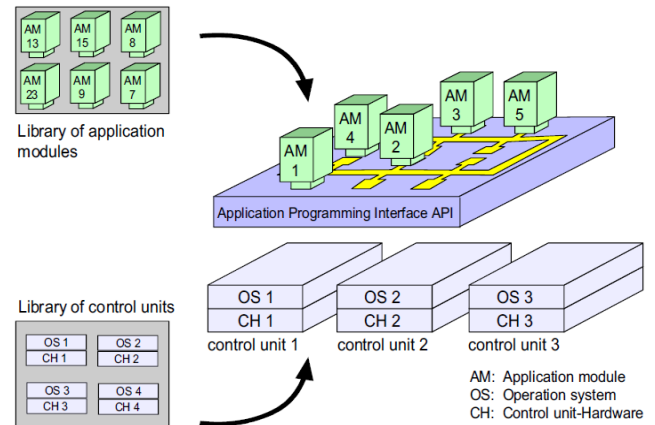 AM 13
AM 15
AM 8
AM 23
AM 9
AM 7
Library of application
modules
AM 1
AM 4
AM 2
AM 3
AM 5
Application Programming Interface API
Library of control units
OS 1
CH 1
OS 2
CH 2
OS 3
CH 3
OS 4
CH 4
OS 1
CH 1
control unit 1
OS 2
CH 2
control unit 2
OS 3
CH 3
control unit 3
AM: Application module
OS: Operation system
CH: Control unit-Hardware